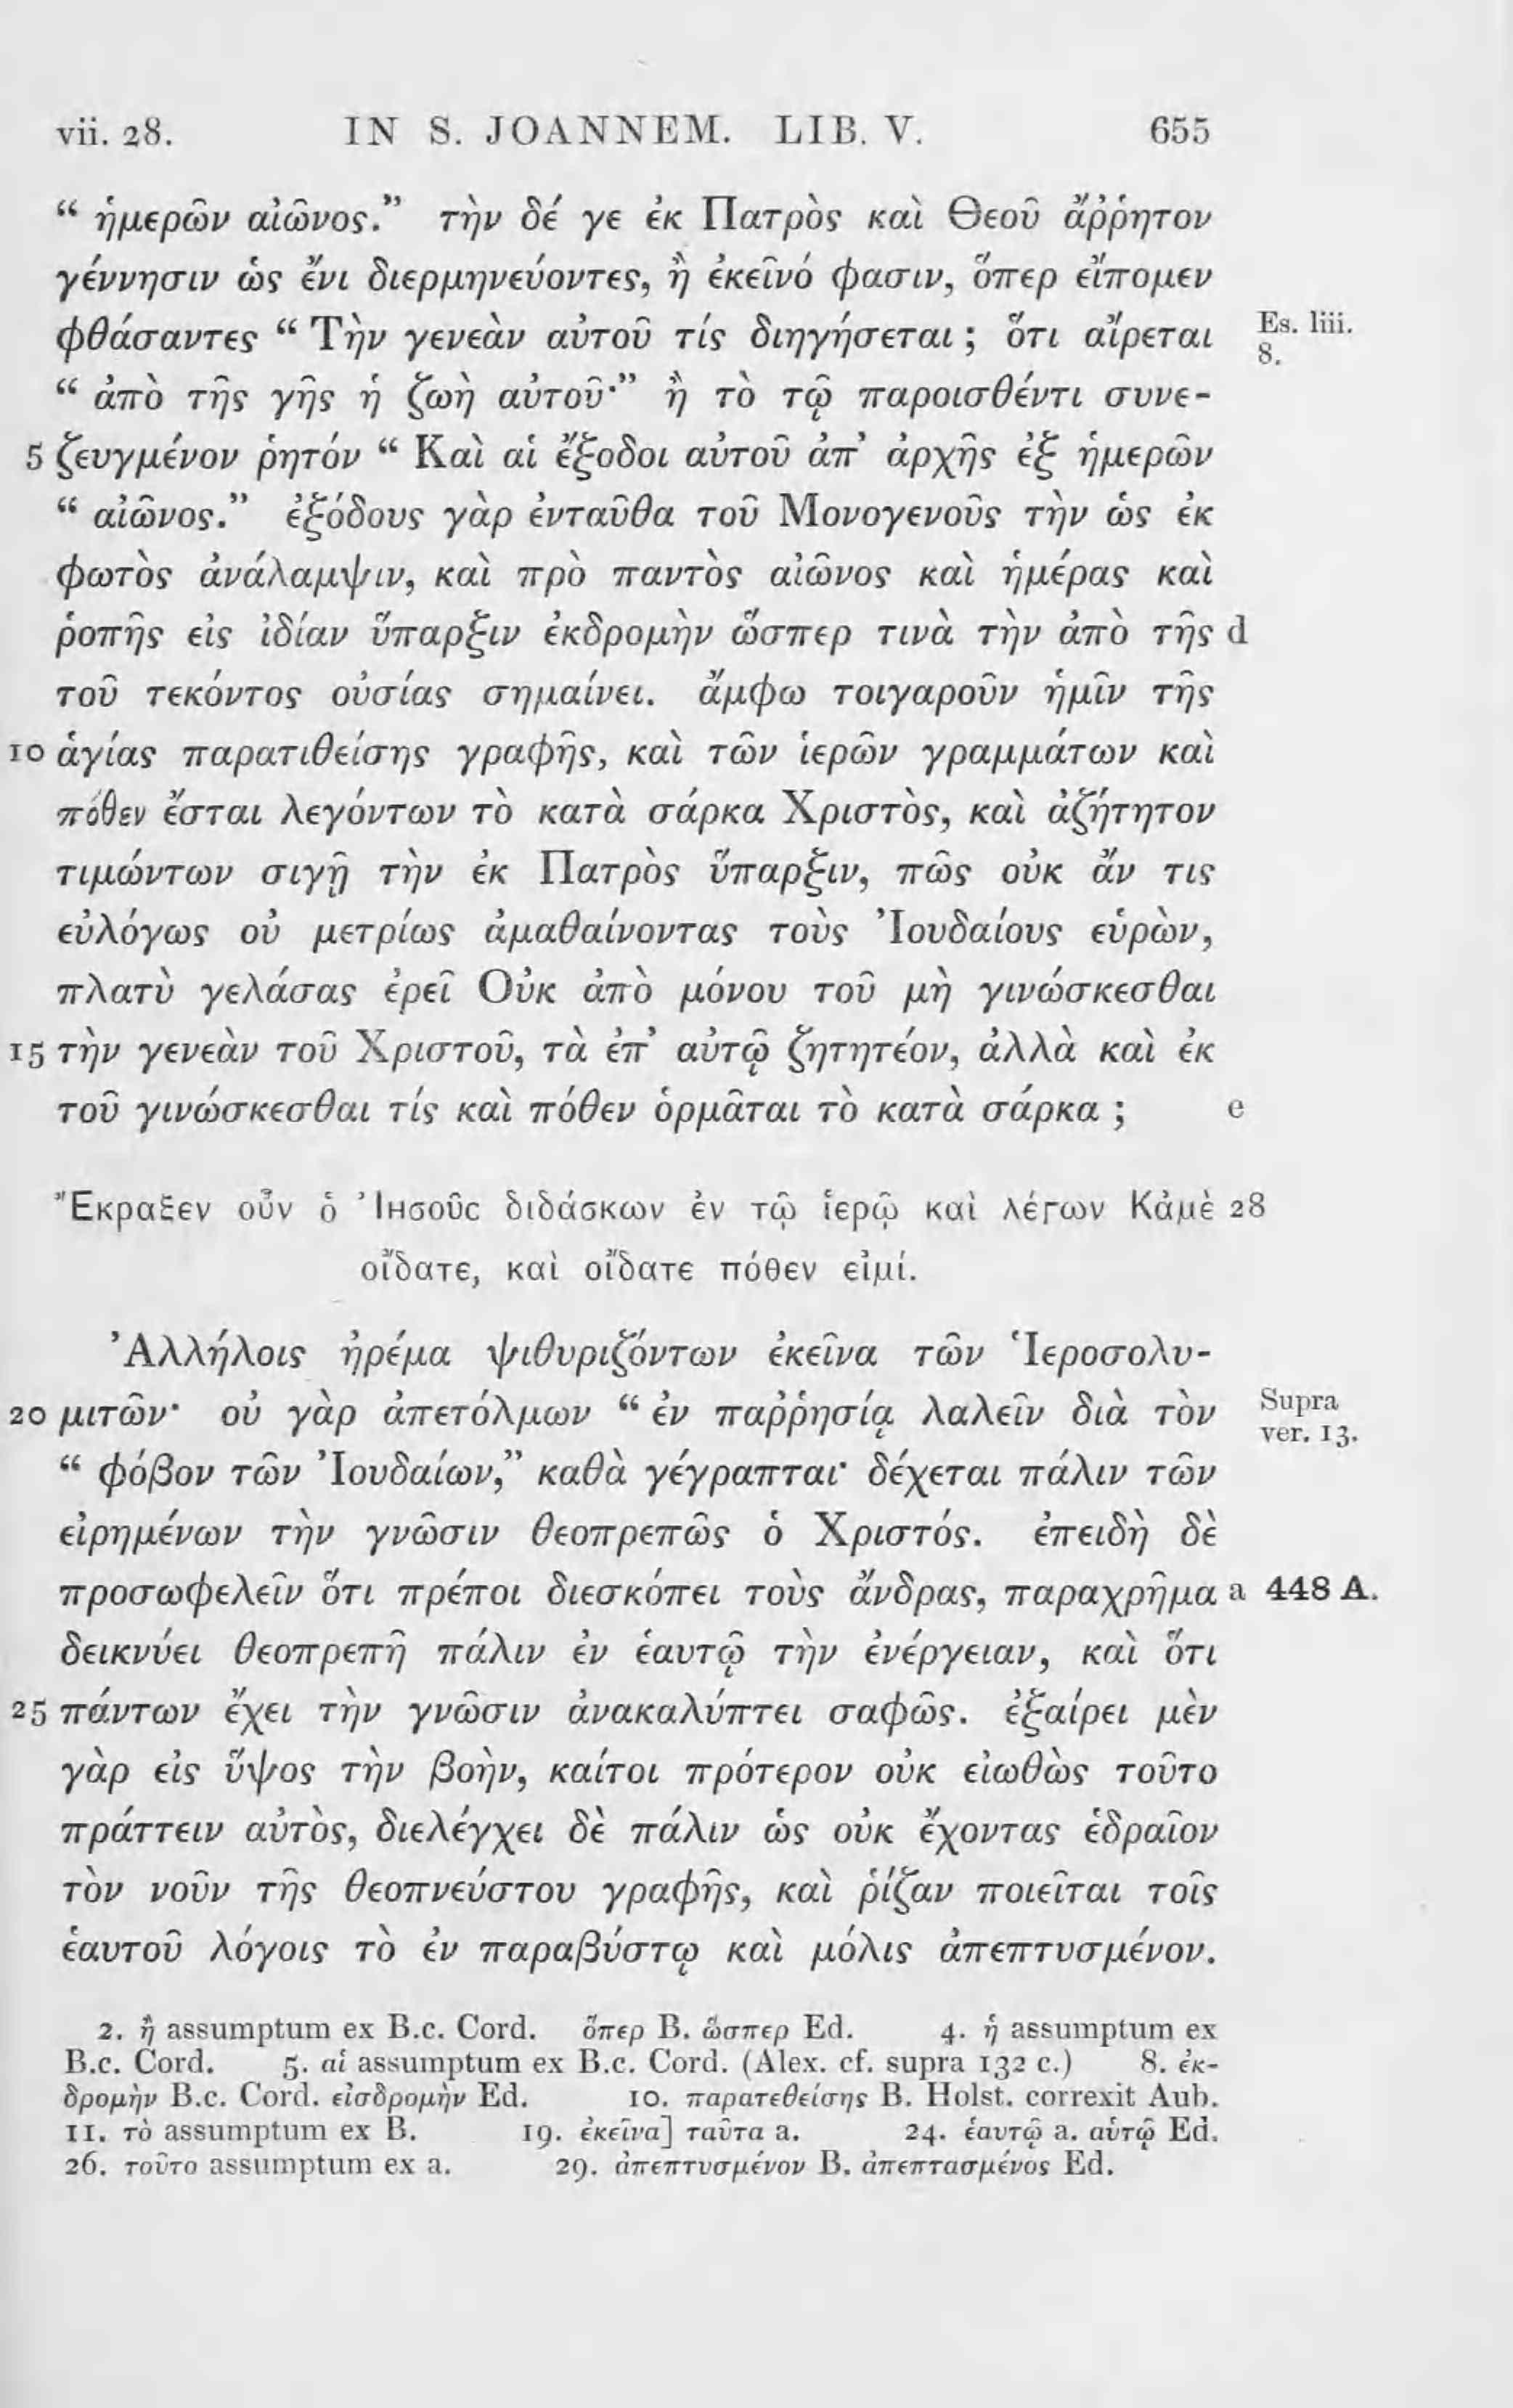 vii. 28. IN S. JOANNEM. LIB. V. 655
“ ἡμερῶν αἰῶνος.” τὴν δέ γε ἐκ Πατρὸς καὶ Θεοῦ ἄῤῥητον
γέννησιν ὡς ἔνι διερμηνεύοντες, ἢ ἐκεῖνό φασιν, ὅπερ εἴπομεν
φθάσαντες “ Τὴν γενεὰν αὐτοῦ τίς διηγήσεται ; ὅτι αἴρεται Es. liii. 8.
“ ἀπὸ τῆς γῆς ἡ ζωὴ αὐτοῦ·” ἢ τὸ τῷ παροισθέντι συνε-
5 ζευγμένον ῥητόν “ Καὶ αἱ ἔξοδοι αὐτοῦ ἀπ’ ἀρχῆς ἐξ ἡμερῶν
“ αἰῶνος.” ἐξόδους γὰρ ἐνταῦθα τοῦ Μονογενοῦς τὴν ὡς ἐκ
φωτὸς ἀνάλαμψιν, καὶ πρὸ παντὸς αἰῶνος καὶ ἡμέρας καὶ
ῥοπῆς εἰς ἰδίαν ὕπαρξιν ἐκδρομὴν ὥσπερ τινὰ τὴν ἀπὸ τῆς d
τοῦ τεκόντος οὐσίας σημαίνει. ἄμφω τοιγαροῦν ἡμῖν τῆς
10 ἁγίας παρατιθείσης γραφῆς, καὶ τῶν ἱερῶν γραμμάτων καὶ
πόθεν ἔσται λεγόντων τὸ κατὰ σάρκα Χριστὸς, καὶ ἀζήτητον
τιμώντων σιγῇ τὴν ἐκ Πατρὸς ὕπαρξιν, πῶς οὐκ ἄν τις
εὐλόγως οὐ μετρίως ἀμαθαίνοντας τοὺς Ἰουδαίους εὑρὼν,
πλατὺ γελάσας ἐρεῖ Οὐκ ἀπὸ μόνου τοῦ μὴ γινώσκεσθαι
15 τὴν γενεὰν τοῦ Χριστοῦ, τὰ ἐπ’ αὐτῷ ζητητέον, ἀλλὰ καὶ ἐκ
τοῦ γινώσκεσθαι τίς καὶ πόθεν ὁρμᾶται τὸ κατὰ σάρκα ; e
Ἔκραξεν οὖν ὁ Ἰησοῦς διδάσκων ἐν τῷ ἱερῷ καὶ λέγων Κἀμὲ 28
οἴδατε, καὶ οἴδατε πόθεν εἰμί.
Ἀλλήλοις ἠρέμα ψιθυριζόντων ἐκεῖνα τῶν Ἱεροσολυ-
20 μιτῶν· οὐ γὰρ ἀπετόλμων “ ἐν παῤῥησίᾳ λαλεῖν διὰ τὸν Supra ver. 13.
“ φόβον τῶν Ἰουδαίων,” καθὰ γέγραπται· δέχεται πάλιν τῶν
εἰρημένων τὴν γνῶσιν θεοπρεπῶς ὁ Χριστός. ἐπειδὴ δὲ
προσωφελεῖν ὅτι πρέποι διεσκόπει τοὺς ἄνδρας, παραχρῆμα a 448 A.
δεικνύει θεοπρεπῆ πάλιν ἐν ἑαυτῷ τὴν ἐνέργειαν, καὶ ὅτι
25 πάντων ἔχει τὴν γνῶσιν ἀνακαλύπτει σαφῶς. ἐξαίρει μὲν
γὰρ εἰς ὕψος τὴν βοὴν, καίτοι πρότερον οὐκ εἰωθὼς τοῦτο
πράττειν αὐτὸς, διελέγχει δὲ πάλιν ὡς οὐκ ἔχοντας ἑδραῖον
τὸν νοῦν τῆς θεοπνεύστου γραφῆς, καὶ ῥίζαν ποιεῖται τοῖς
ἑαυτοῦ λόγοις τὸ ἐν παραβύστῳ καὶ μόλις ἀπεπτυσμένον.
2. ἢ assumptum ex B.c. Cord. ὅπερ B. ὥσπερ Ed. 4. ἡ assumptum ex
B.c. Cord. 5. αἱ assumptum ex B.c. Cord. (Alex. cf. supra 132 c.) 8. ἐκ-
δρομὴν B.c. Cord. εἰσδρομὴν Ed. 10. παρατεθείσης B. Holst. correxit Aub.
11. τὸ assumptum ex B. 19. ἐκεῖνα] ταῦτα a. 24. ἑαυτῷ a. αὑτῷ Ed.
26. τοῦτο assumptum ex a. 29. ἀπεπτυσμένον B. ἀπεπτασμένος Ed.